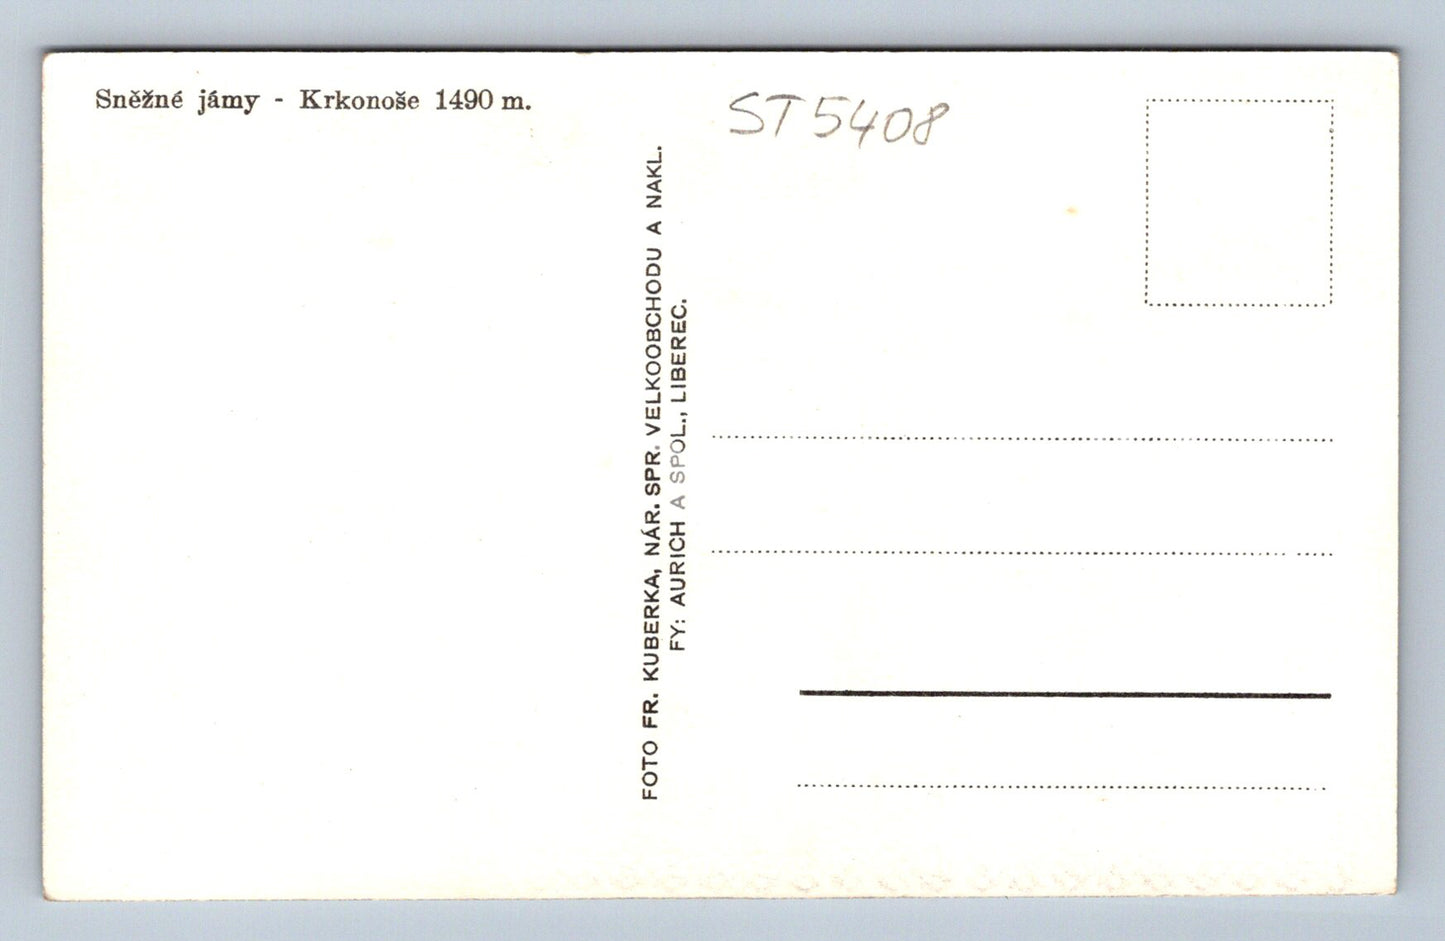 Sněžné jámy - Krkonoše 1490 m.
ST5408
FOTO FR. KUBERKA, NÁR. SPR. VELKOOBCHODU A NAKL.
FY: AURICH A SPOL., LIBEREC.